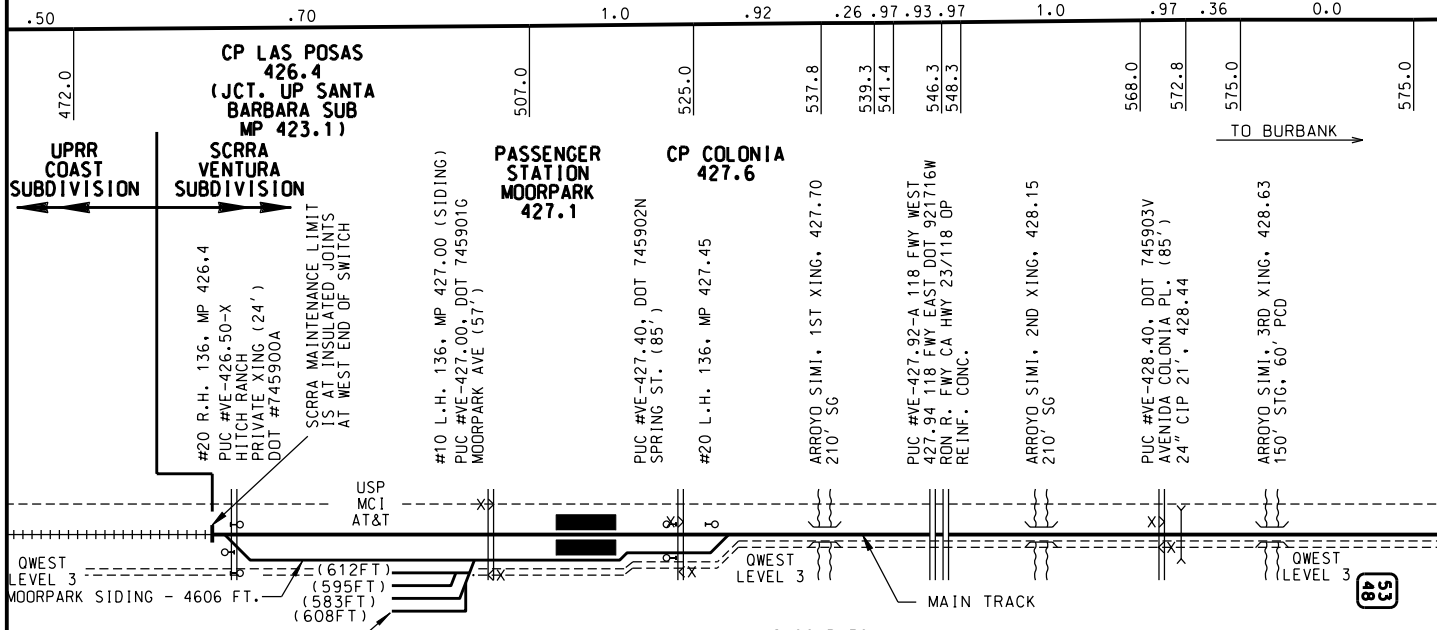 .50 .70 1.0 .92 .26 .97 .93 .97 1.0 .97 .36 0.0
472.0
507.0
525.0
537.8
539.3
541.4
546.3
548.3
568.0
572.8
575.0
575.0
CP LAS POSAS
426.4
(JCT. UP SANTA
BARBARA SUB
MP 423.1)
TO BURBANK
UPRR
COAST
SUBDIVISION
SCRRA
VENTURA
SUBDIVISION
PASSENGER
STATION
MOORPARK
427.1
CP COLONIA
427.6
#20 R.H. 136, MP 426.4
PUC #VE-426.50-X
HITCH RANCH
PRIVATE XING (24')
DOT #745900A
SCRRA MAINTENANCE LIMIT
IS AT INSULATED JOINTS
AT WEST END OF SWITCH
#10 L.H. 136, MP 427.00 (SIDING)
PUC #VE-427.00, DOT 745901G
MOORPARK AVE (57')
PUC #VE-427.40, DOT 745902N
SPRING ST. (85')
#20 L.H. 136, MP 427.45
ARROYO SIMI, 1ST XING, 427.70
210' SG
PUC #VE-427.92-A 118 FWY WEST
427.94 118 FWY EAST DOT 921716W
RON R. FWY CA HWY 23/118 OP
REINF. CONC.
ARROYO SIMI, 2ND XING, 428.15
210' SG
PUC #VE-428.40, DOT 745903V
AVENIDA COLONIA PL. (85')
24" CIP 21', 428.44
ARROYO SIMI, 3RD XING, 428.63
150' STG, 60' PCD
USP
MCI
AT&T
X
X
X
X
X
X
QWEST
LEVEL 3
MOORPARK SIDING - 4606 FT.
(612FT)
(595FT)
(583FT)
(608FT)
QWEST
LEVEL 3
MAIN TRACK
QWEST
LEVEL 3
53
48